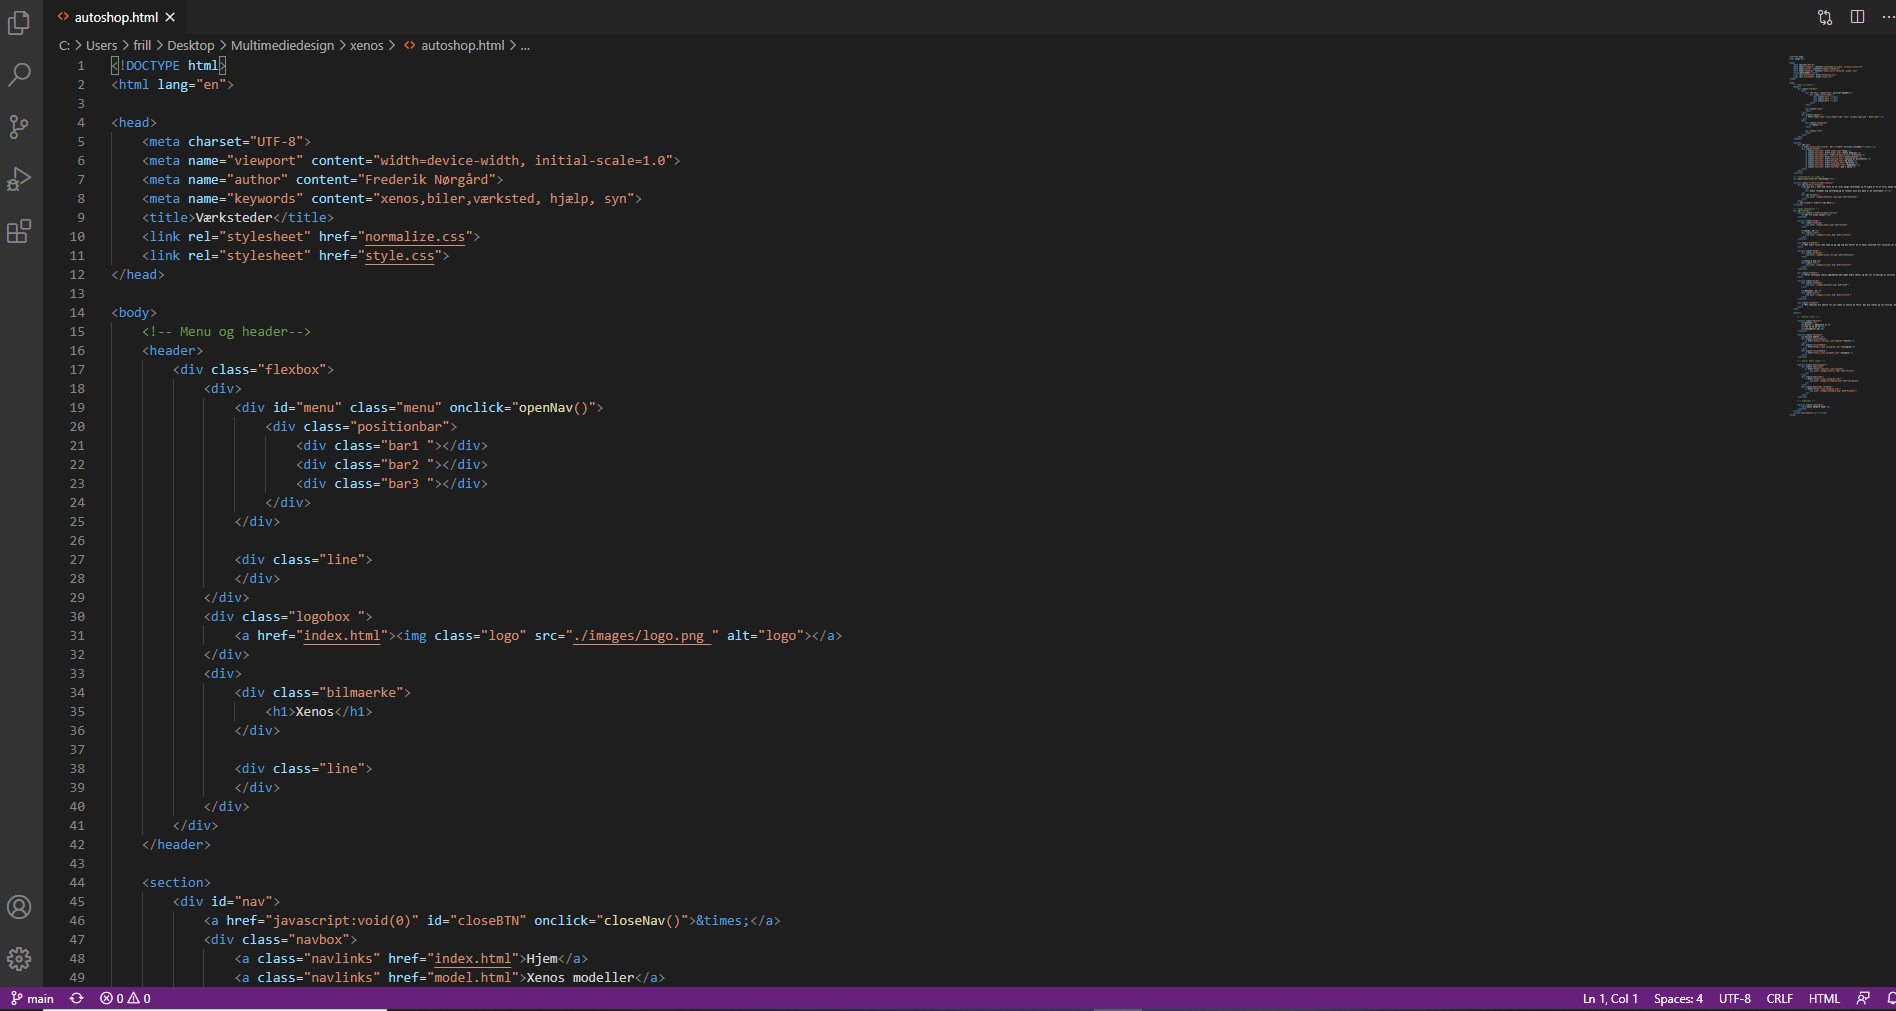 autoshop.html
C: > Users > frill > Desktop > Multimediedesign > xenos > <> autoshop.html > ...
1 <!DOCTYPE html>
2 <html lang="en">
3
4 <head>
5     <meta charset="UTF-8">
6     <meta name="viewport" content="width=device-width, initial-scale=1.0">
7     <meta name="author" content="Frederik Nørgård">
8     <meta name="keywords" content="xenos,biler,værksted, hjælp, syn">
9     <title>Værksteder</title>
10     <link rel="stylesheet" href="normalize.css">
11     <link rel="stylesheet" href="style.css">
12 </head>
13
14 <body>
15     <!-- Menu og header-->
16     <header>
17         <div class="flexbox">
18             <div>
19                 <div id="menu" class="menu" onclick="openNav()">
20                     <div class="positionbar">
21                         <div class="bar1 "></div>
22                         <div class="bar2 "></div>
23                         <div class="bar3 "></div>
24                     </div>
25                 </div>
26
27                 <div class="line">
28                 </div>
29             </div>
30             <div class="logobox ">
31                 <a href="index.html"><img class="logo" src="./images/logo.png " alt="logo"></a>
32             </div>
33             <div>
34                 <div class="bilmaerke">
35                     <h1>Xenos</h1>
36                 </div>
37
38                 <div class="line">
39                 </div>
40             </div>
41         </div>
42     </header>
43
44     <section>
45         <div id="nav">
46             <a href="javascript:void(0)" id="closeBTN" onclick="closeNav()">&times;</a>
47             <div class="navbox">
48                 <a class="navlinks" href="index.html">Hjem</a>
49                 <a class="navlinks" href="model.html">Xenos modeller</a>
main 0 0 Ln 1, Col 1 Spaces: 4 UTF-8 CRLF HTML